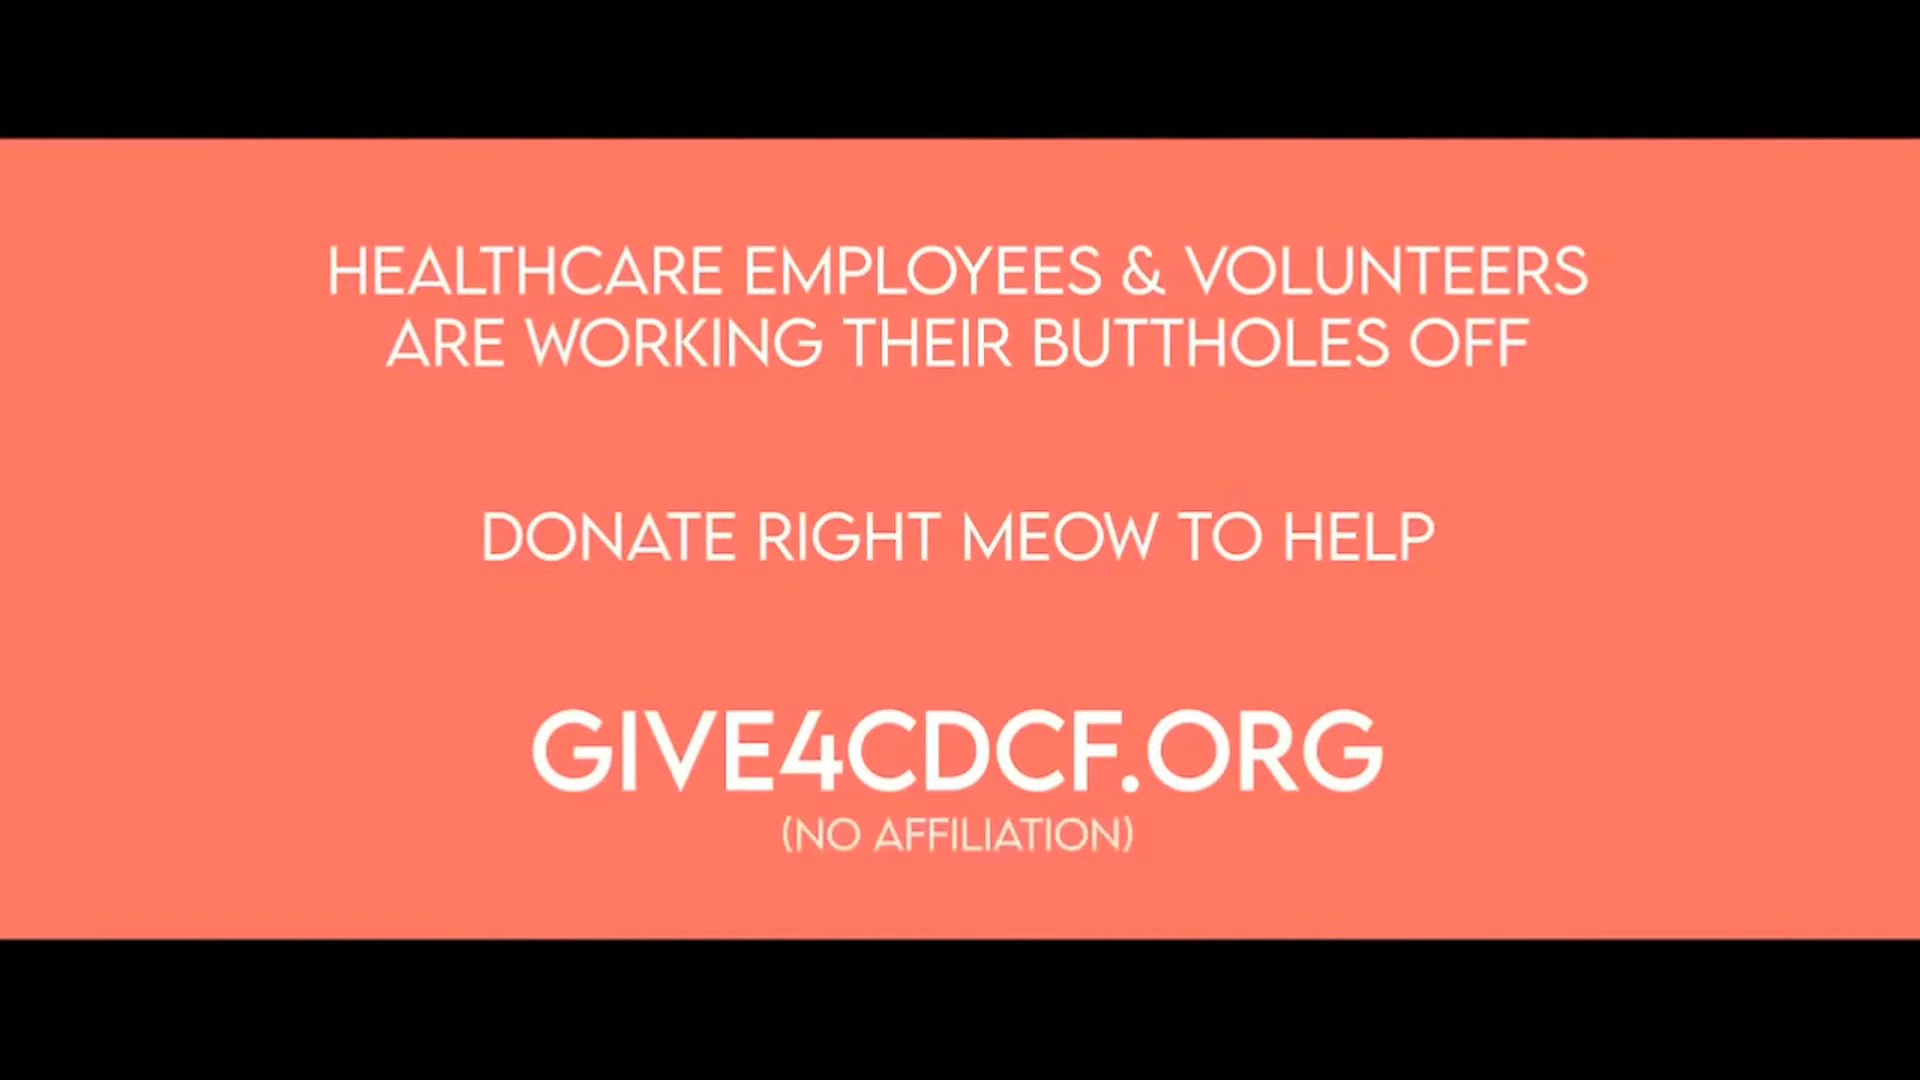 HEALTHCARE EMPLOYEES & VOLUNTEERS
ARE WORKING THEIR BUTTHOLES OFF
DONATE RIGHT MEOW TO HELP
GIVE4CDCF.ORG
(NO AFFILIATION)